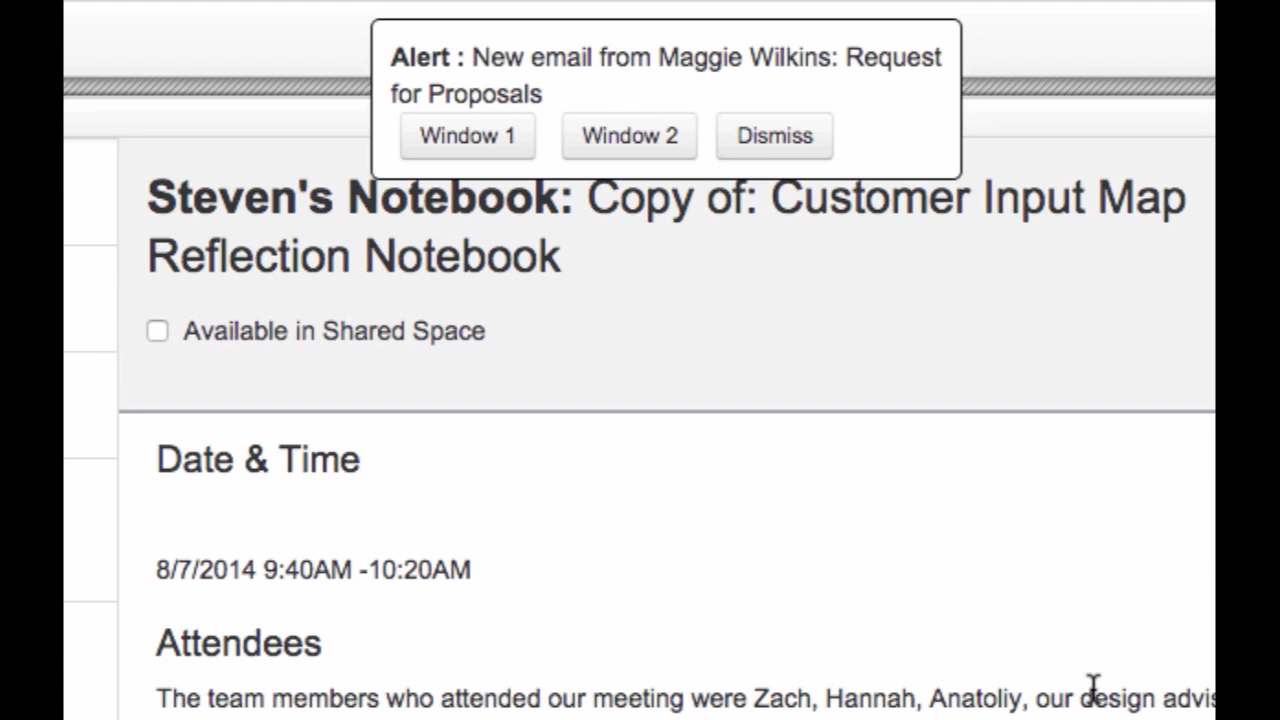 Alert : New email from Maggie Wilkins: Request
for Proposals
Window 1 Window 2 Dismiss
Steven's Notebook: Copy of: Customer Input Map
Reflection Notebook
Available in Shared Space
Date & Time
8/7/2014 9:40AM -10:20AM
Attendees
The team members who attended our meeting were Zach, Hannah, Anatoliy, our design